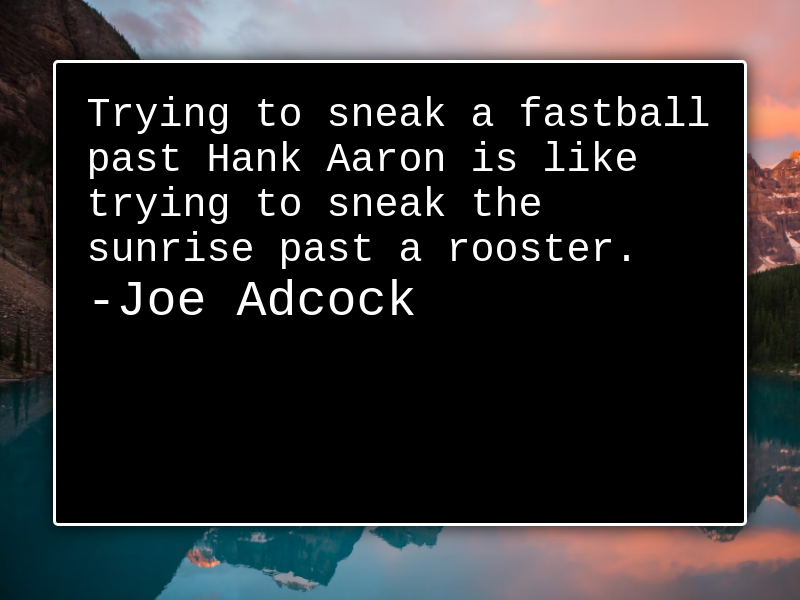 Trying to sneak a fastball
past Hank Aaron is like
trying to sneak the
sunrise past a rooster.
-Joe Adcock